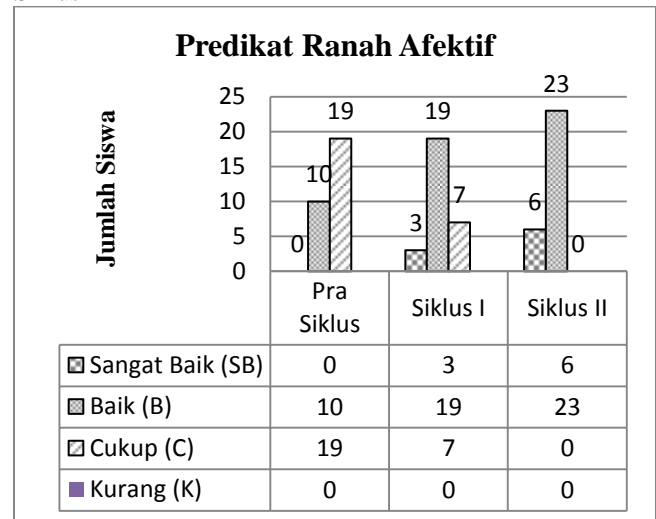 Predikat Ranah Afektif
Jumlah Siswa
25
20
15
10
5
0
0
10
19
3
19
7
6
23
0
Pra Siklus
Siklus I
Siklus II
Sangat Baik (SB) 0 3 6
Baik (B) 10 19 23
Cukup (C) 19 7 0
Kurang (K) 0 0 0